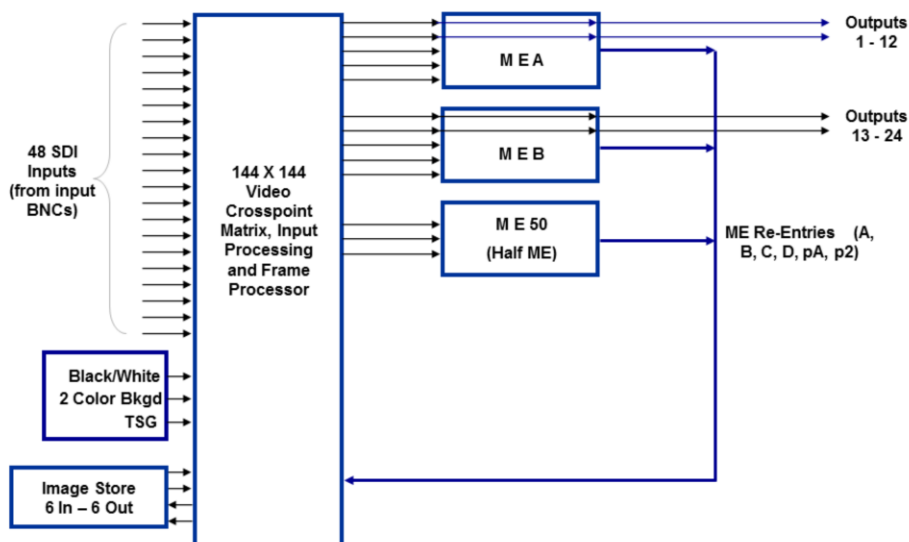 48 SDI
Inputs
(from input
BNCs)
Black/White
2 Color Bkgd
TSG
Image Store
6 In – 6 Out
144 X 144
Video
Crosspoint
Matrix, Input
Processing
and Frame
Processor
M E A
M E B
M E 50
(Half ME)
Outputs
1 - 12
Outputs
13 - 24
ME Re-Entries (A,
B, C, D, pA, p2)